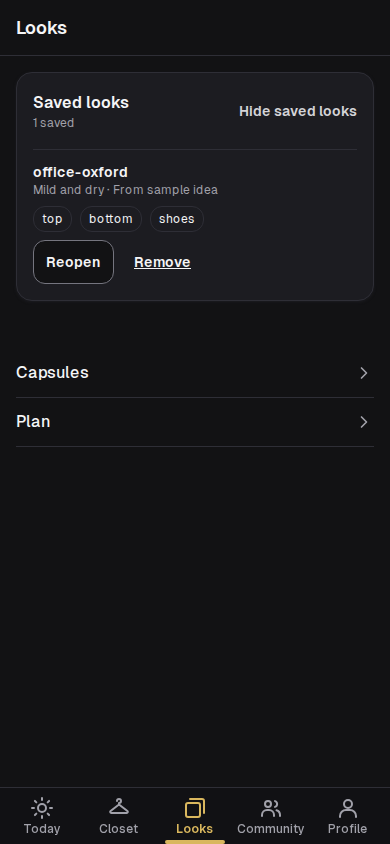 Looks
Saved looks
1 saved
Hide saved looks
office-oxford
Mild and dry · From sample idea
top bottom shoes
Reopen Remove
Capsules
Plan
Today Closet Looks Community Profile